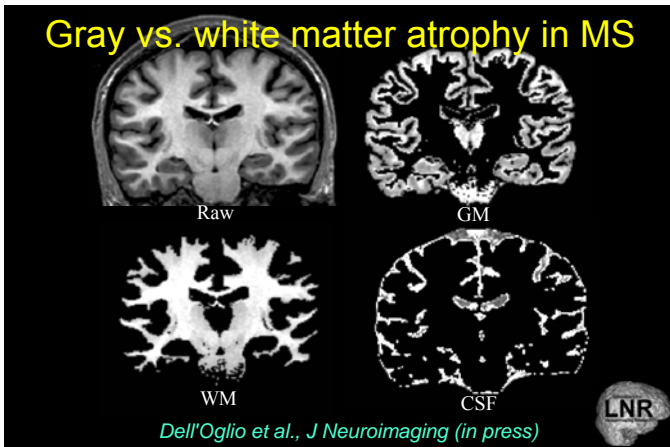 Gray vs. white matter atrophy in MS
Raw
GM
WM
CSF
Dell'Oglio et al., J Neuroimaging (in press)
LNR